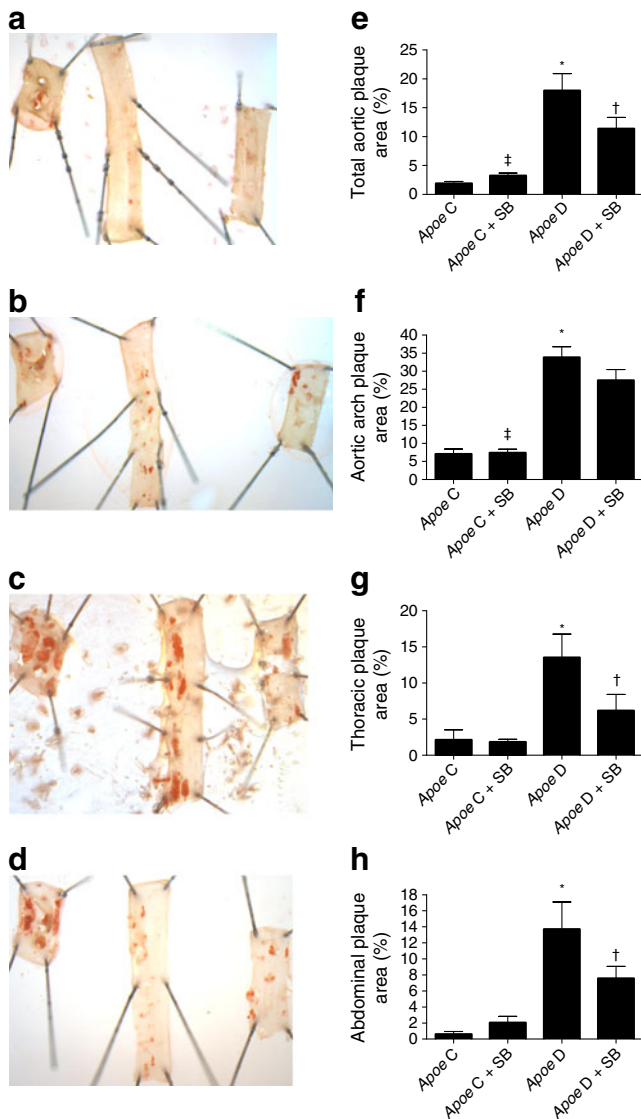 a
b
c
d
e
Total aortic plaque
area (%)
25
20
15
10
5
0
‡
*
†
Apoe C
Apoe C + SB
Apoe D
Apoe D + SB
f
Aortic arch plaque
area (%)
40
35
30
25
20
15
10
5
0
‡
*
Apoe C
Apoe C + SB
Apoe D
Apoe D + SB
g
Thoracic plaque
area (%)
20
15
10
5
0
*
†
Apoe C
Apoe C + SB
Apoe D
Apoe D + SB
h
Abdominal plaque
area (%)
18
16
14
12
10
8
6
4
2
0
*
†
Apoe C
Apoe C + SB
Apoe D
Apoe D + SB